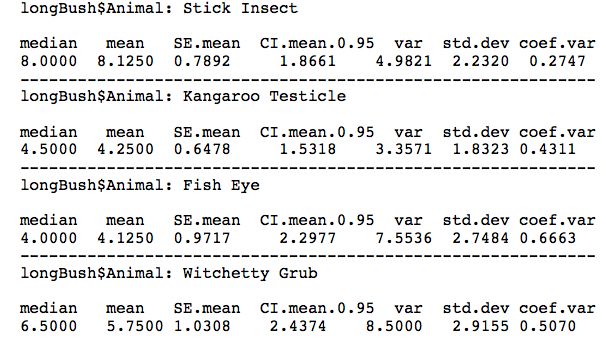 longBush$Animal: Stick Insect
median mean SE.mean CI.mean.0.95 var std.dev coef.var
8.0000 8.1250 0.7892 1.8661 4.9821 2.2320 0.2747
------------------------------------------------------------------
longBush$Animal: Kangaroo Testicle
median mean SE.mean CI.mean.0.95 var std.dev coef.var
4.5000 4.2500 0.6478 1.5318 3.3571 1.8323 0.4311
------------------------------------------------------------------
longBush$Animal: Fish Eye
median mean SE.mean CI.mean.0.95 var std.dev coef.var
4.0000 4.1250 0.9717 2.2977 7.5536 2.7484 0.6663
------------------------------------------------------------------
longBush$Animal: Witchetty Grub
median mean SE.mean CI.mean.0.95 var std.dev coef.var
6.5000 5.7500 1.0308 2.4374 8.5000 2.9155 0.5070